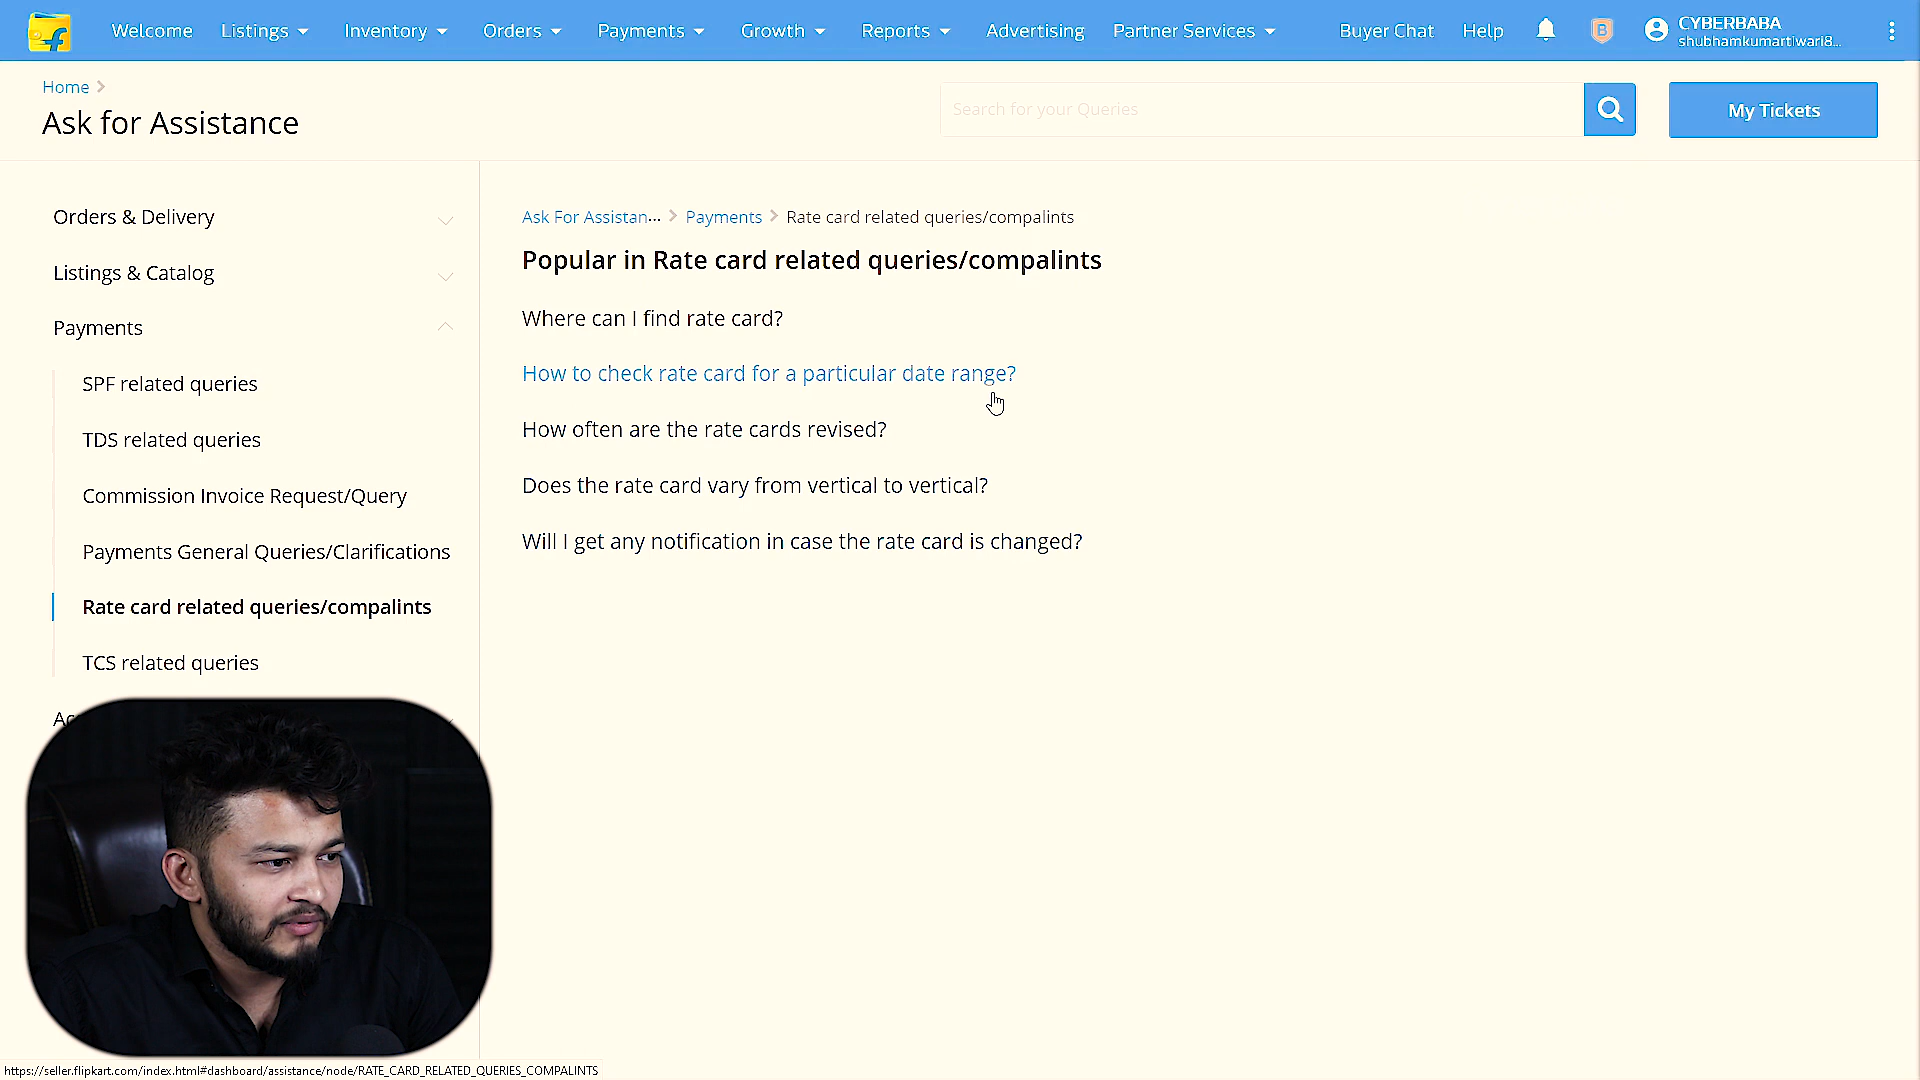 Welcome Listings Inventory Orders Payments Growth Reports Advertising Partner Services Buyer Chat Help B CYBERBABA
shubhamkumartiwari8...
Home
Ask for Assistance
Search for your Queries
My Tickets
Orders & Delivery
Listings & Catalog
Payments
SPF related queries
TDS related queries
Commission Invoice Request/Query
Payments General Queries/Clarifications
Rate card related queries/compalints
TCS related queries
Ask For Assistan... Payments Rate card related queries/compalints
Popular in Rate card related queries/compalints
Where can I find rate card?
How to check rate card for a particular date range?
How often are the rate cards revised?
Does the rate card vary from vertical to vertical?
Will I get any notification in case the rate card is changed?
https://seller.flipkart.com/index.html#dashboard/assistance/node/RATE_CARD_RELATED_QUERIES_COMPALINTS